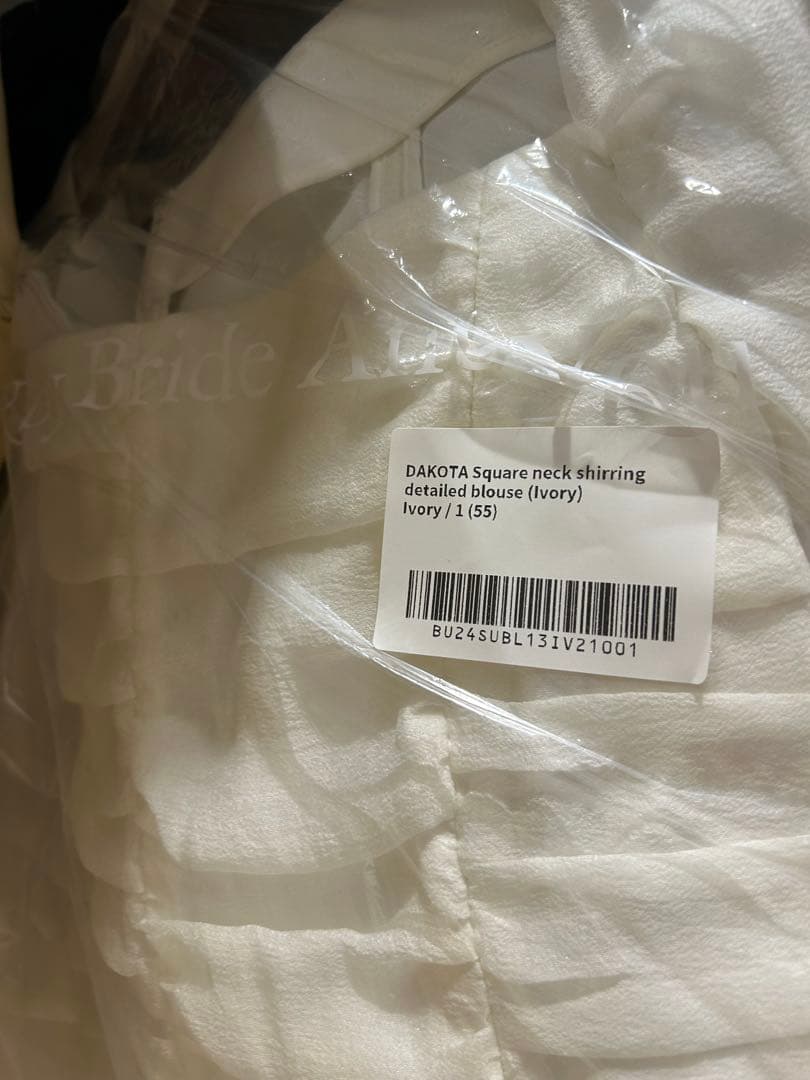 Bride
DAKOTA Square neck shirring
detailed blouse (Ivory)
Ivory / 1 (55)
BU24SUBL13IV21001